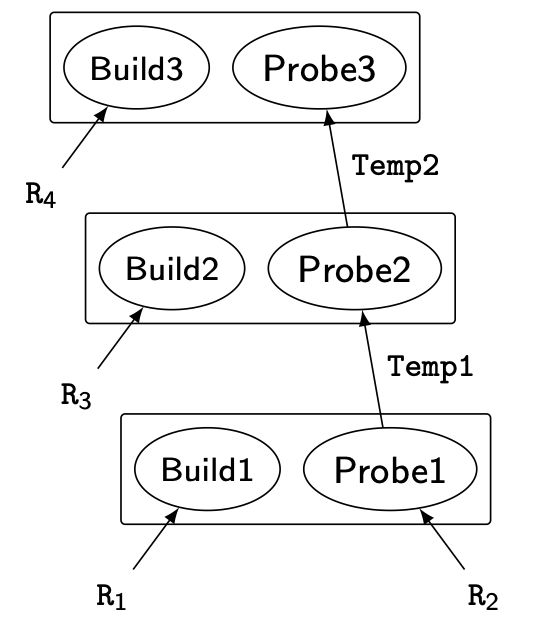 Build3 Probe3
Temp2
R4
Build2 Probe2
Temp1
R3
Build1 Probe1
R1 R2